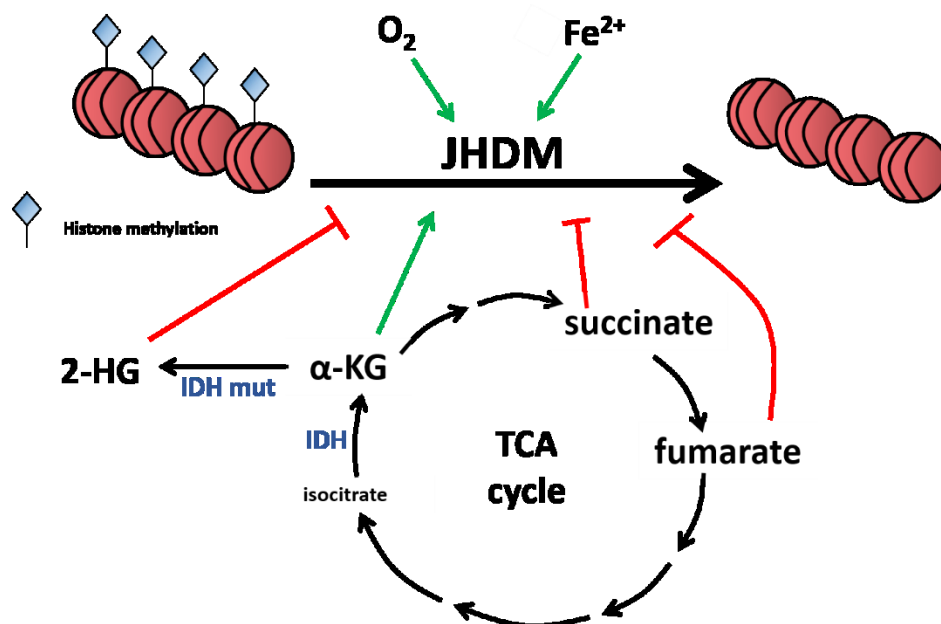 O₂
Fe²⁺
JHDM
Histone methylation
succinate
2-HG
IDH mut
α-KG
IDH
TCA
cycle
fumarate
isocitrate